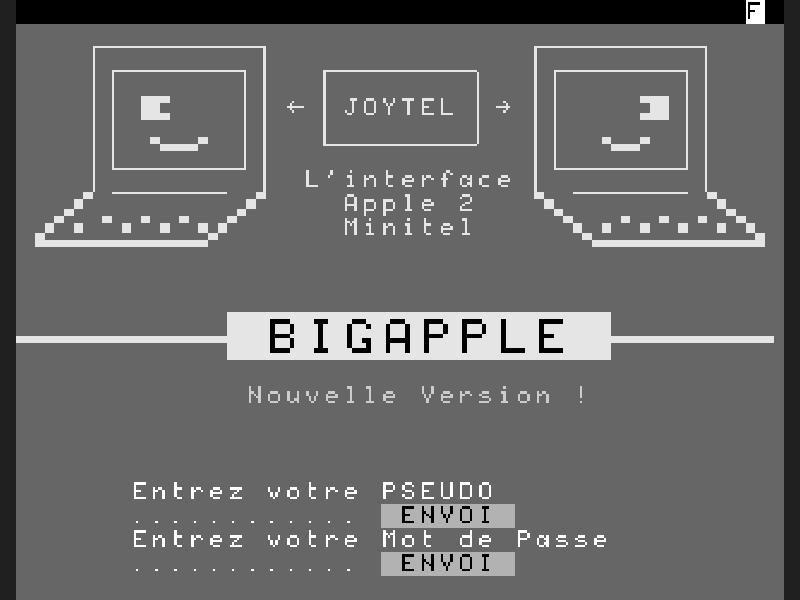 F
← JOYTEL →
L'interface
Apple 2
Minitel
BIGAPPLE
Nouvelle Version !
Entrez votre PSEUDO
............ ENVOI
Entrez votre Mot de Passe
............ ENVOI